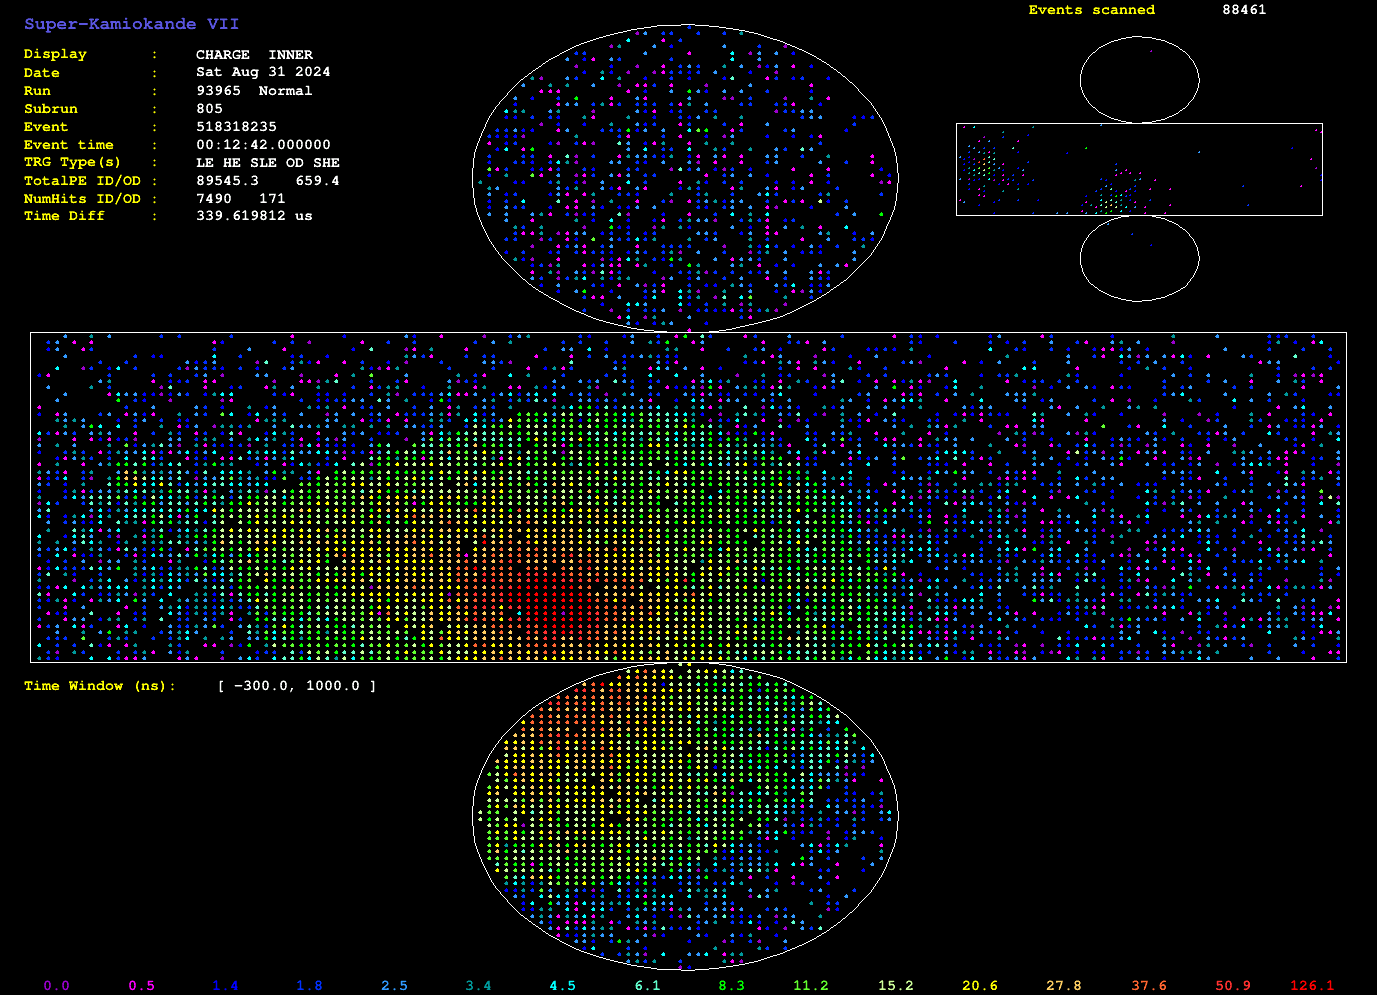 Super-Kamiokande VII
Events scanned 88461
Display : CHARGE INNER
Date : Sat Aug 31 2024
Run : 93965 Normal
Subrun : 805
Event : 518318235
Event time : 00:12:42.000000
TRG Type(s) : LE HE SLE OD SHE
TotalPE ID/OD : 89545.3 659.4
NumHits ID/OD : 7490 171
Time Diff : 339.619812 us
Time Window (ns): [ -300.0, 1000.0 ]
0.0 0.5 1.4 1.8 2.5 3.4 4.5 6.1 8.3 11.2 15.2 20.6 27.8 37.6 50.9 126.1